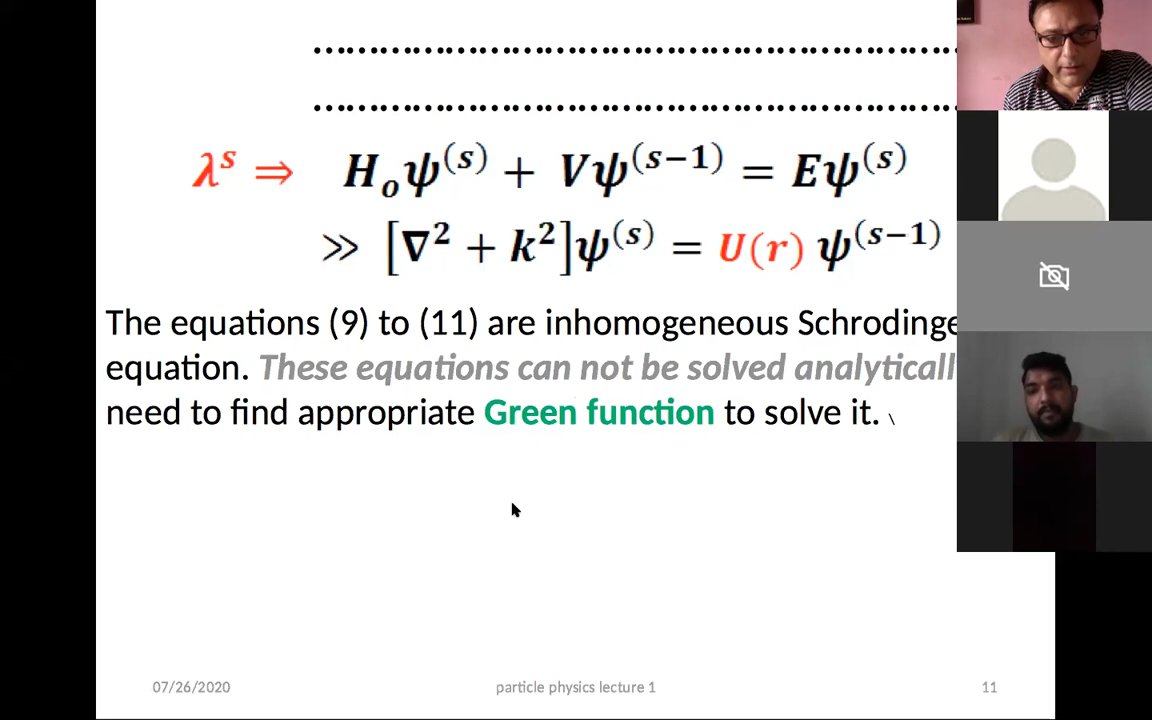 ……………………………………………………
……………………………………………………
λ^s ⇒ H_o ψ^(s) + Vψ^(s−1) = Eψ^(s)
≫ [∇² + k²]ψ^(s) = U(r) ψ^(s−1)
The equations (9) to (11) are inhomogeneous Schrodinge
equation. These equations can not be solved analyticall
need to find appropriate Green function to solve it. \
07/26/2020 particle physics lecture 1 11